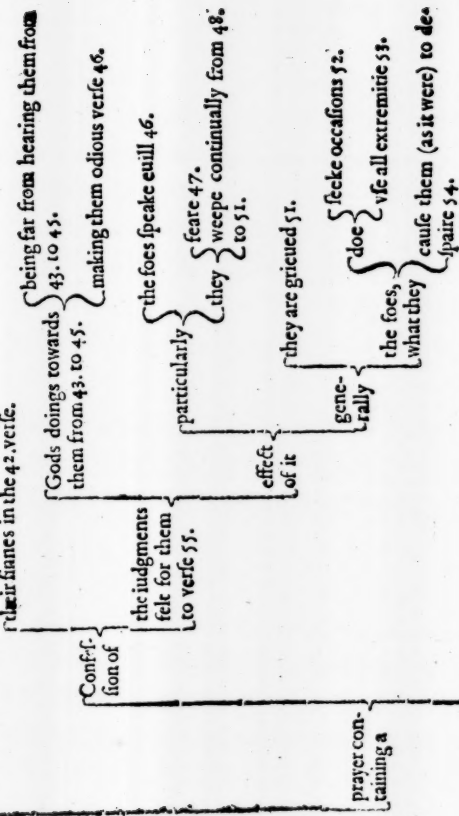 their sinnes in the 42. verse.
being far from hearing them from
43. to 45.
Gods doings towards
them from 43. to 45.
making them odious verse 46.
the foes speake euill 46.
particularly
feare 47.
they
weepe continually from 48.
to 51.
the iudgments
felt for them
to verse 55.
Confes-
sion of
effect
of it
they are grieued 51.
gene-
rally
seeke occasions 52.
doe
vse all extremitie 53.
the foes,
what they
cause them (as it were) to de-
spaire 54.
prayer con-
taining a